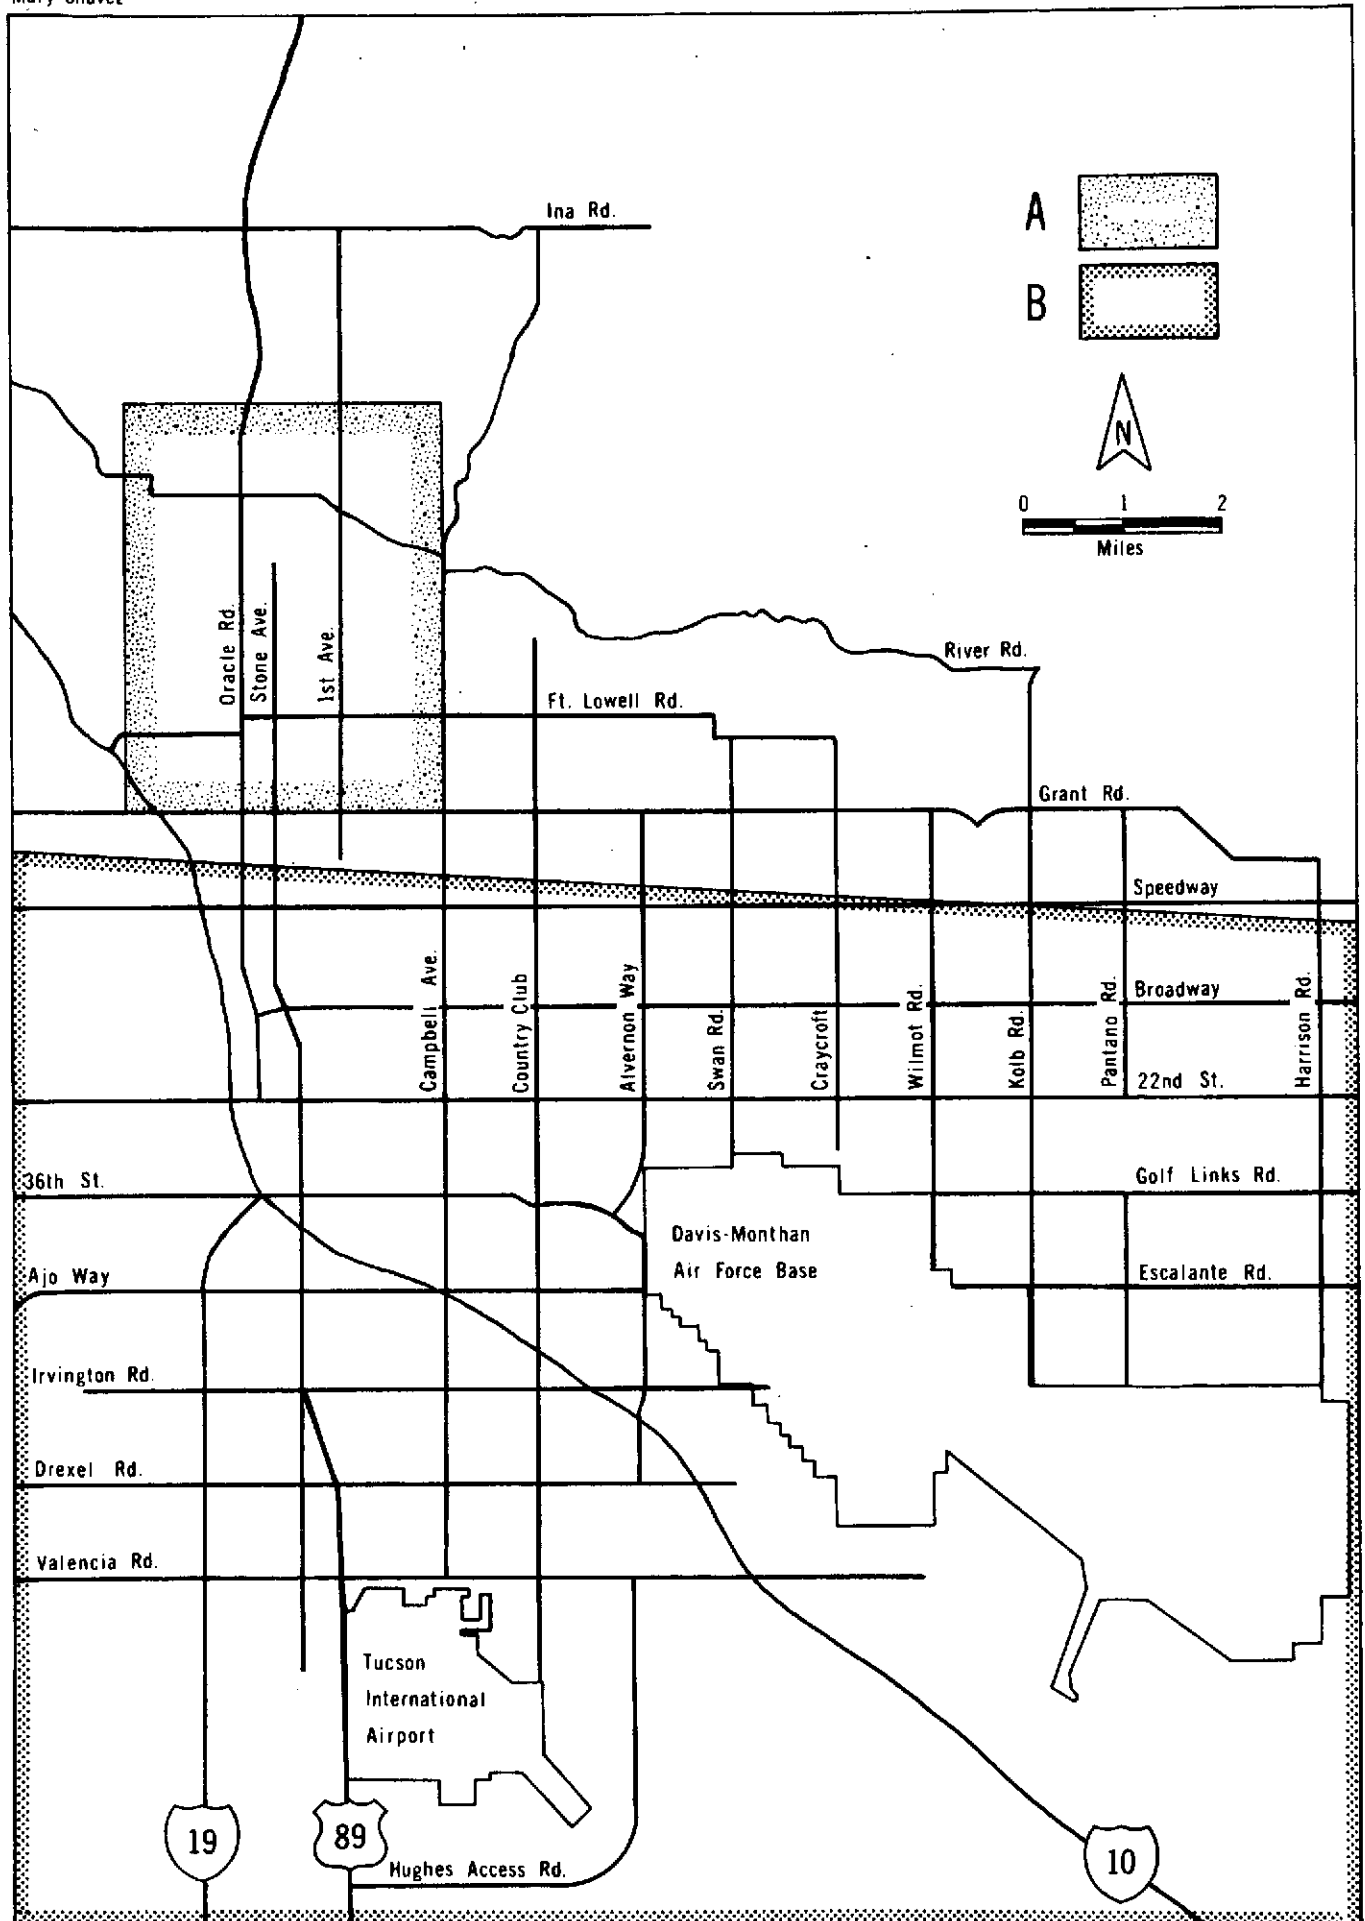 Mary Chavez
Ina Rd.
A
B
N
0 1 2
Miles
Oracle Rd.
Stone Ave.
1st Ave.
River Rd.
Ft. Lowell Rd.
Grant Rd.
Speedway
Campbell Ave.
Country Club
Alvernon Way
Swan Rd.
Craycroft
Wilmot Rd.
Kolb Rd.
Pantano Rd.
Broadway
Harrison Rd.
22nd St.
36th St.
Golf Links Rd.
Davis-Monthan
Air Force Base
Ajo Way
Escalante Rd.
Irvington Rd.
Drexel Rd.
Valencia Rd.
Tucson
International
Airport
19
89
10
Hughes Access Rd.